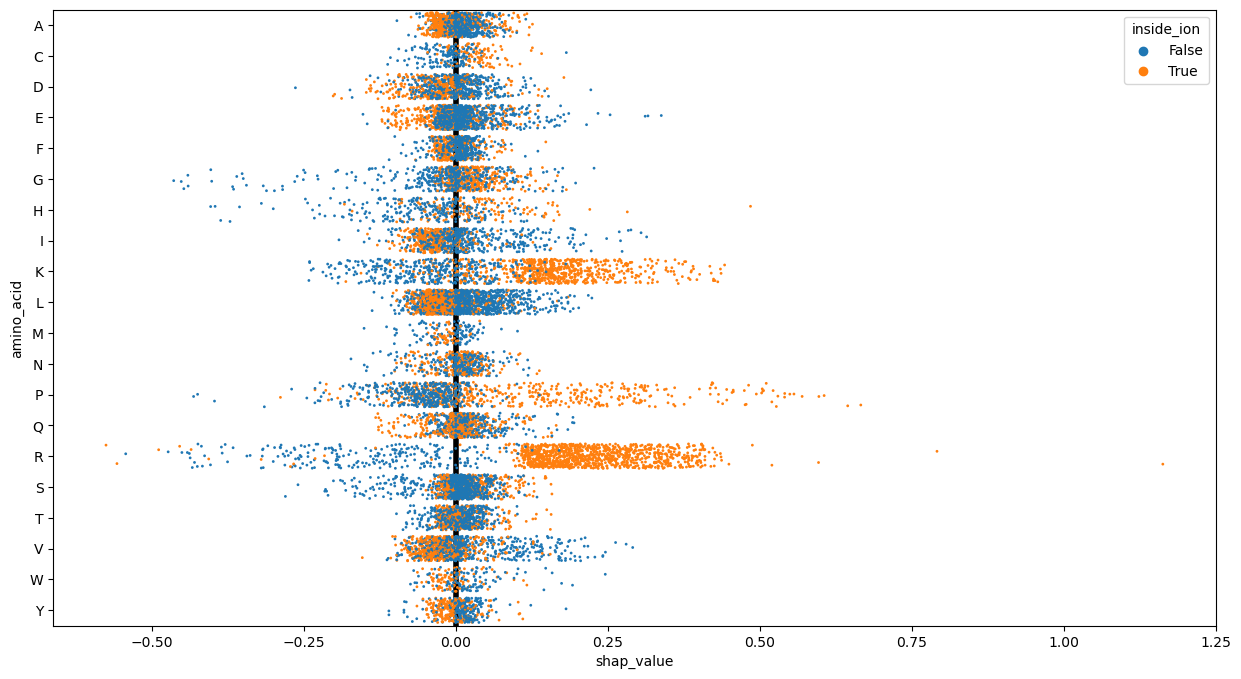 inside_ion
False
True
amino_acid
A
C
D
E
F
G
H
I
K
L
M
N
P
Q
R
S
T
V
W
Y
−0.50 −0.25 0.00 0.25 0.50 0.75 1.00 1.25
shap_value